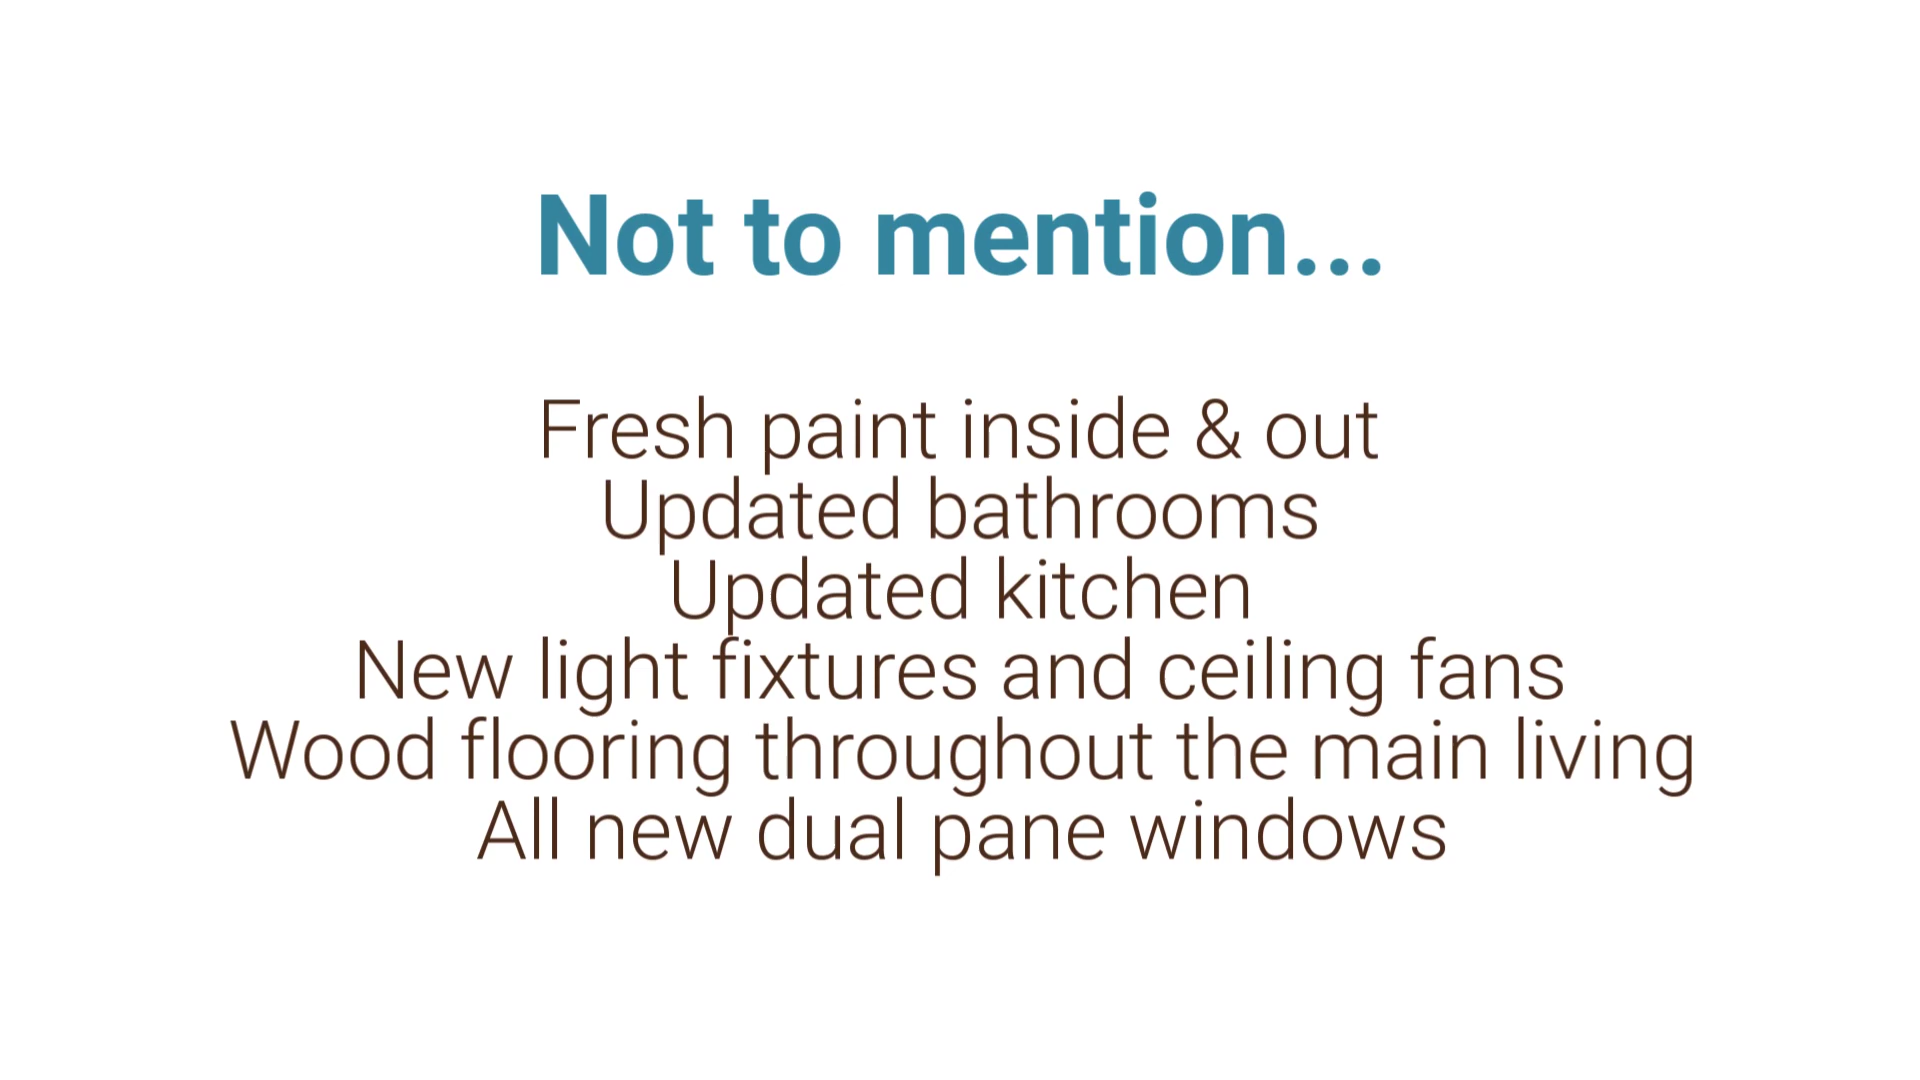 Not to mention...
Fresh paint inside & out
Updated bathrooms
Updated kitchen
New light fixtures and ceiling fans
Wood flooring throughout the main living
All new dual pane windows